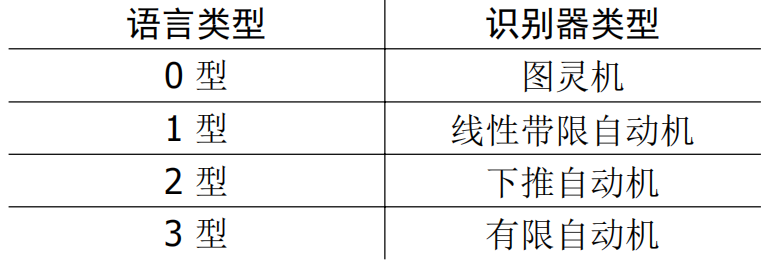 语言类型 识别器类型
0 型 图灵机
1 型 线性带限自动机
2 型 下推自动机
3 型 有限自动机